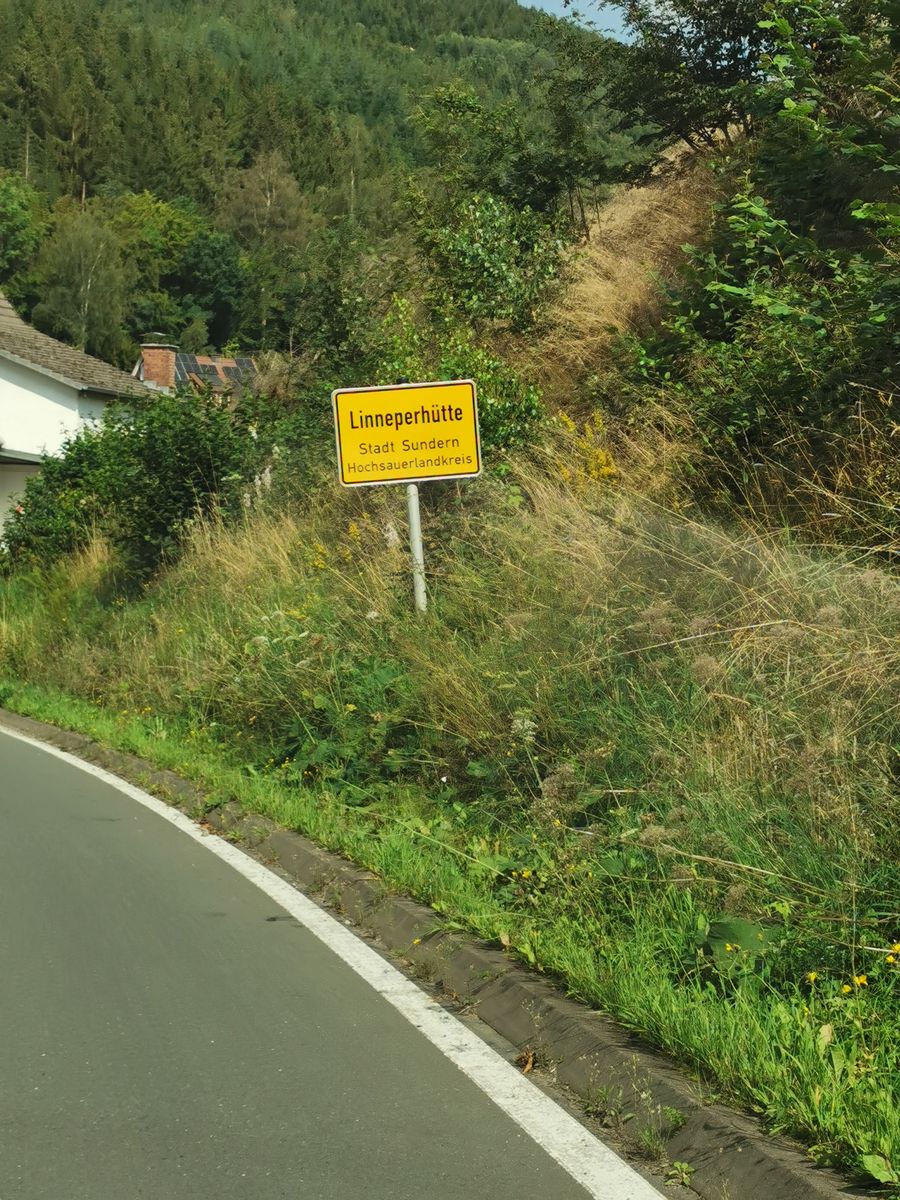 Linneperhütte
Stadt Sundern
Hochsauerlandkreis